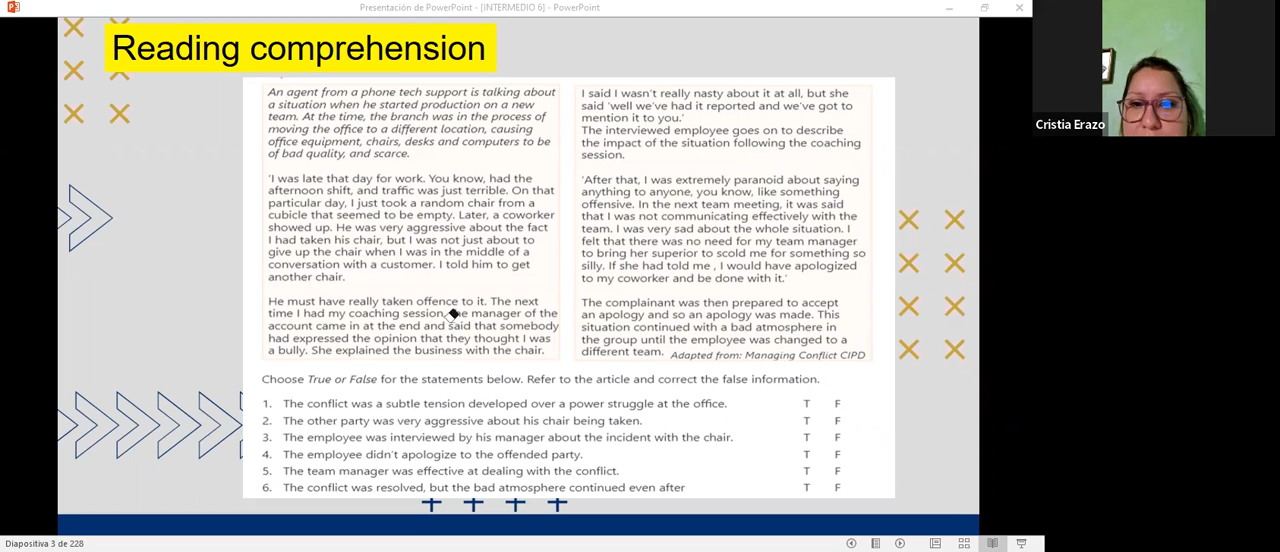 Presentación de PowerPoint - [INTERMEDIO 6] - PowerPoint
Reading comprehension
An agent from a phone tech support is talking about
a situation when he started production on a new
team. At the time, the branch was in the process of
moving the office to a different location, causing
office equipment, chairs, desks and computers to be
of bad quality, and scarce.
'I was late that day for work. You know, had the
afternoon shift, and traffic was just terrible. On that
particular day, I just took a random chair from a
cubicle that seemed to be empty. Later, a coworker
showed up. He was very aggressive about the fact
I had taken his chair, but I was not just about to
give up the chair when I was in the middle of a
conversation with a customer. I told him to get
another chair.
He must have really taken offence to it. The next
time I had my coaching session, manager of the
account came in at the end and said that somebody
had expressed the opinion that they thought I was
a bully. She explained the business with the chair.
I said I wasn't really nasty about it at all, but she
said 'well we've had it reported and we've got to
mention it to you.'
The interviewed employee goes on to describe
the impact of the situation following the coaching
session.
'After that, I was extremely paranoid about saying
anything to anyone, you know, like something
offensive. In the next team meeting, it was said
that I was not communicating effectively with the
team. I was very sad about the whole situation. I
felt that there was no need for my team manager
to bring her superior to scold me for something so
silly. If she had told me , I would have apologized
to my coworker and be done with it.'
The complainant was then prepared to accept
an apology and so an apology was made. This
situation continued with a bad atmosphere in
the group until the employee was changed to a
different team. Adapted from: Managing Conflict CIPD
Choose True or False for the statements below. Refer to the article and correct the false information.
1. The conflict was a subtle tension developed over a power struggle at the office. T F
2. The other party was very aggressive about his chair being taken. T F
3. The employee was interviewed by his manager about the incident with the chair. T F
4. The employee didn't apologize to the offended party. T F
5. The team manager was effective at dealing with the conflict. T F
6. The conflict was resolved, but the bad atmosphere continued even after T F
Cristia Erazo
Diapositiva 3 de 228